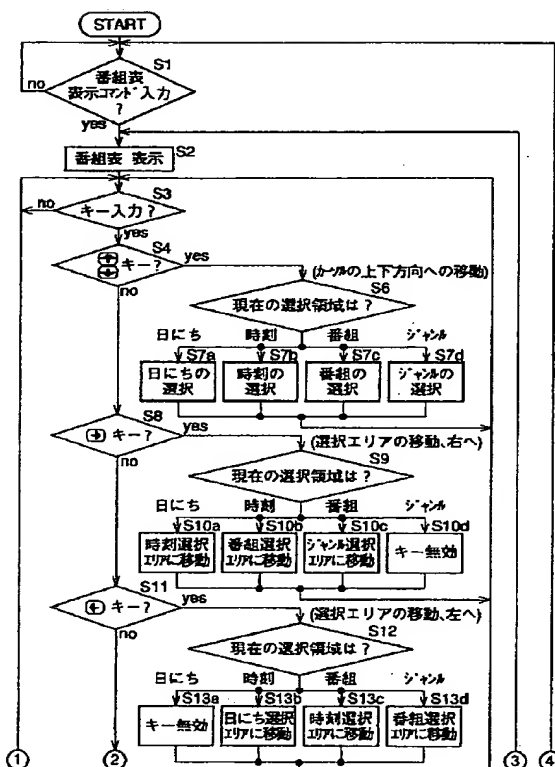 START
S1
番組表
表示コマンド入力
?
no
yes
番組表 表示
S2
S3
キー入力?
no
yes
S4
↑
↓ キー?
yes
no
(カーソルの上下方向への移動)
S6
現在の選択領域は?
日にち 時刻 番組 ジャンル
S7a S7b S7c S7d
日にちの
選択
時刻の
選択
番組の
選択
ジャンルの
選択
S8
→ キー?
yes
no
(選択エリアの移動、右へ)
S9
現在の選択領域は?
日にち 時刻 番組 ジャンル
S10a S10b S10c S10d
時刻選択
エリアに移動
番組選択
エリアに移動
ジャンル選択
エリアに移動
キー無効
S11
← キー?
yes
no
(選択エリアの移動、左へ)
S12
現在の選択領域は?
日にち 時刻 番組 ジャンル
S13a S13b S13c S13d
キー無効
日にち選択
エリアに移動
時刻選択
エリアに移動
番組選択
エリアに移動
1 2 3 4